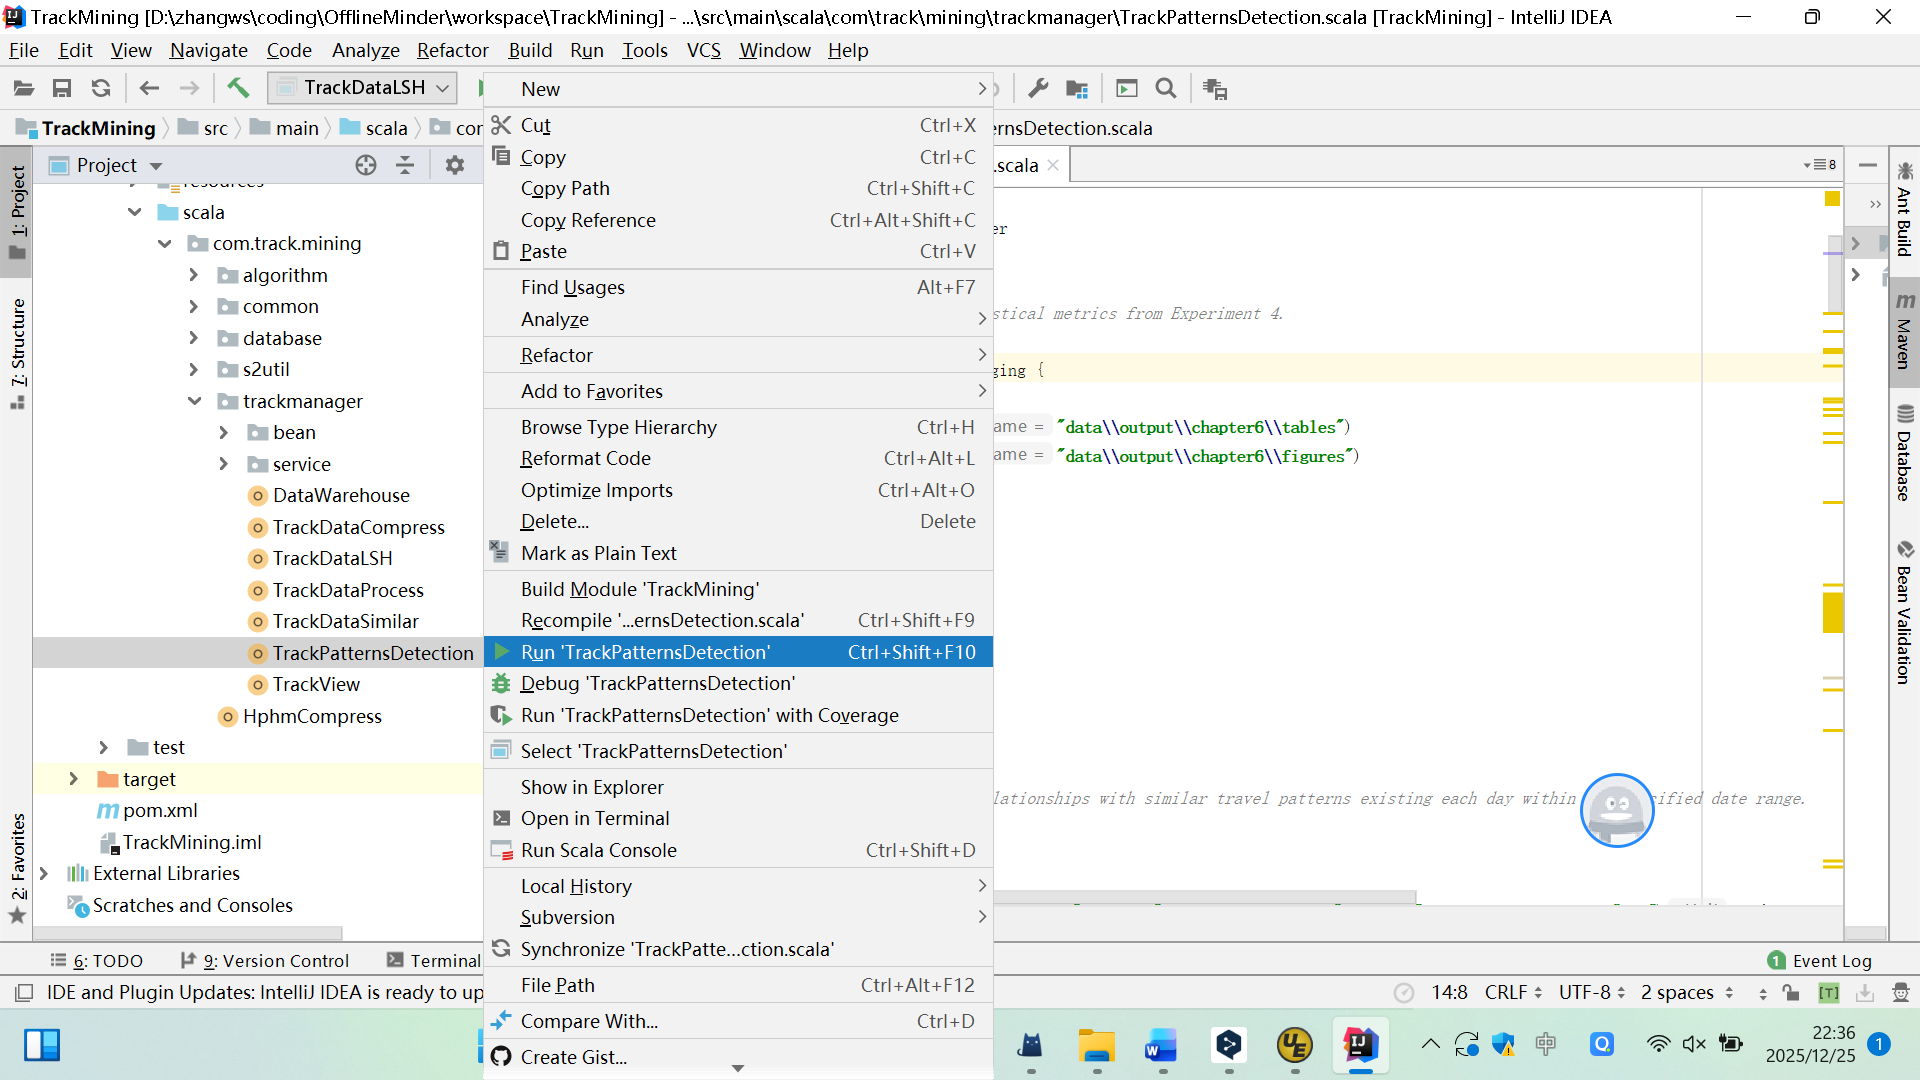 TrackMining [D:\zhangws\coding\OfflineMinder\workspace\TrackMining] - ...\src\main\scala\com\track\mining\trackmanager\TrackPatternsDetection.scala [TrackMining] - IntelliJ IDEA
File Edit View Navigate Code Analyze Refactor Build Run Tools VCS Window Help
TrackDataLSH
TrackMining src main scala
ernsDetection.scala
Project
.scala
8
resources
scala
com.track.mining
algorithm
common
database
s2util
trackmanager
bean
service
DataWarehouse
TrackDataCompress
TrackDataLSH
TrackDataProcess
TrackDataSimilar
TrackPatternsDetection
TrackView
HphmCompress
test
target
pom.xml
TrackMining.iml
External Libraries
Scratches and Consoles
1: Project
7: Structure
2: Favorites
New
Cut Ctrl+X
Copy Ctrl+C
Copy Path Ctrl+Shift+C
Copy Reference Ctrl+Alt+Shift+C
Paste Ctrl+V
Find Usages Alt+F7
Analyze
Refactor
Add to Favorites
Browse Type Hierarchy Ctrl+H
Reformat Code Ctrl+Alt+L
Optimize Imports Ctrl+Alt+O
Delete... Delete
Mark as Plain Text
Build Module 'TrackMining'
Recompile '...ernsDetection.scala' Ctrl+Shift+F9
Run 'TrackPatternsDetection' Ctrl+Shift+F10
Debug 'TrackPatternsDetection'
Run 'TrackPatternsDetection' with Coverage
Select 'TrackPatternsDetection'
Show in Explorer
Open in Terminal
Run Scala Console Ctrl+Shift+D
Local History
Subversion
Synchronize 'TrackPatte...ction.scala'
File Path Ctrl+Alt+F12
Compare With... Ctrl+D
Create Gist...
er
stical metrics from Experiment 4.
ging {
ame = "data\\output\\chapter6\\tables")
ame = "data\\output\\chapter6\\figures")
lationships with similar travel patterns existing each day within
cified date range.
Ant Build
Maven
Database
Bean Validation
6: TODO 9: Version Control Terminal
1 Event Log
IDE and Plugin Updates: IntelliJ IDEA is ready to up
14:8 CRLF UTF-8 2 spaces [T]
中
22:36
2025/12/25
1